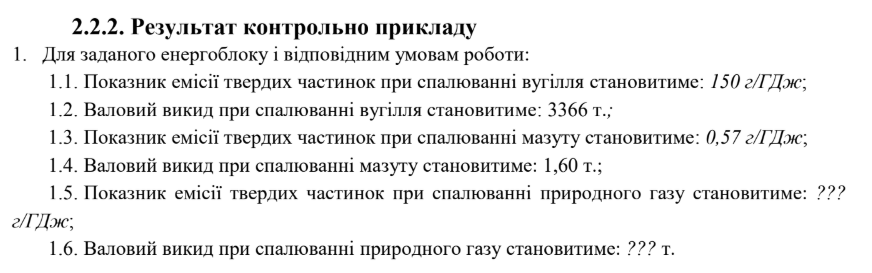 2.2.2. Результат контрольно прикладу
1. Для заданого енергоблоку і відповідним умовам роботи:
1.1. Показник емісії твердих частинок при спалюванні вугілля становитиме: 150 г/ГДж;
1.2. Валовий викид при спалюванні вугілля становитиме: 3366 т.;
1.3. Показник емісії твердих частинок при спалюванні мазуту становитиме: 0,57 г/ГДж;
1.4. Валовий викид при спалюванні мазуту становитиме: 1,60 т.;
1.5. Показник емісії твердих частинок при спалюванні природного газу становитиме: ???
г/ГДж;
1.6. Валовий викид при спалюванні природного газу становитиме: ??? т.